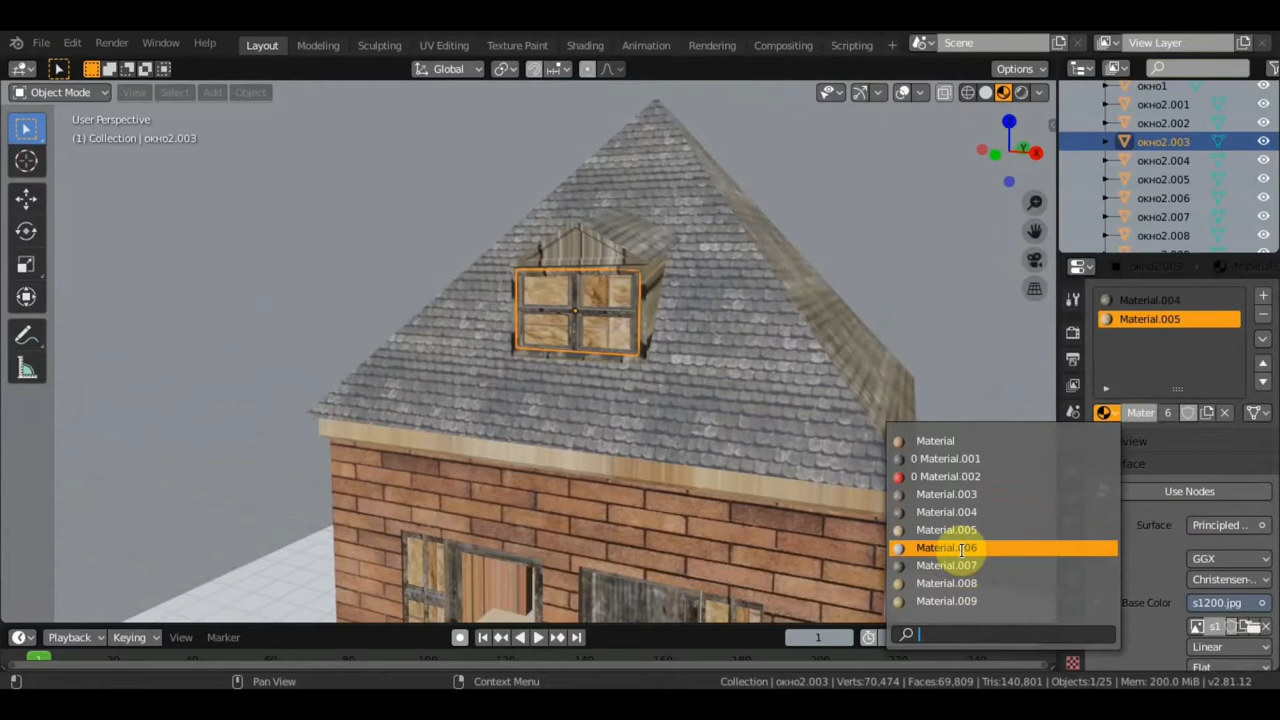 File Edit Render Window Help
Layout Modeling Sculpting UV Editing Texture Paint Shading Animation Rendering Compositing Scripting +
Scene
View Layer
Global
Options
Object Mode View Select Add Object
User Perspective
(1) Collection | окно2.003
Z
Y
X
окно1
окно2.001
окно2.002
окно2.003
окно2.004
окно2.005
окно2.006
окно2.007
окно2.008
окно2.003
Material.004
Material.005
Mater 6
Material
0 Material.001
0 Material.002
Material.003
Material.004
Material.005
Material.006
Material.007
Material.008
Material.009
Use Nodes
Surface Principled ..
GGX
Christensen-..
Base Color s1200.jpg
s1
Linear
Flat
Playback Keying View Marker
1
1
Pan View
Context Menu
Collection | окно2.003 | Verts:70,474 | Faces:69,809 | Tris:140,801 | Objects:1/25 | Mem: 200.0 MiB | v2.81.12